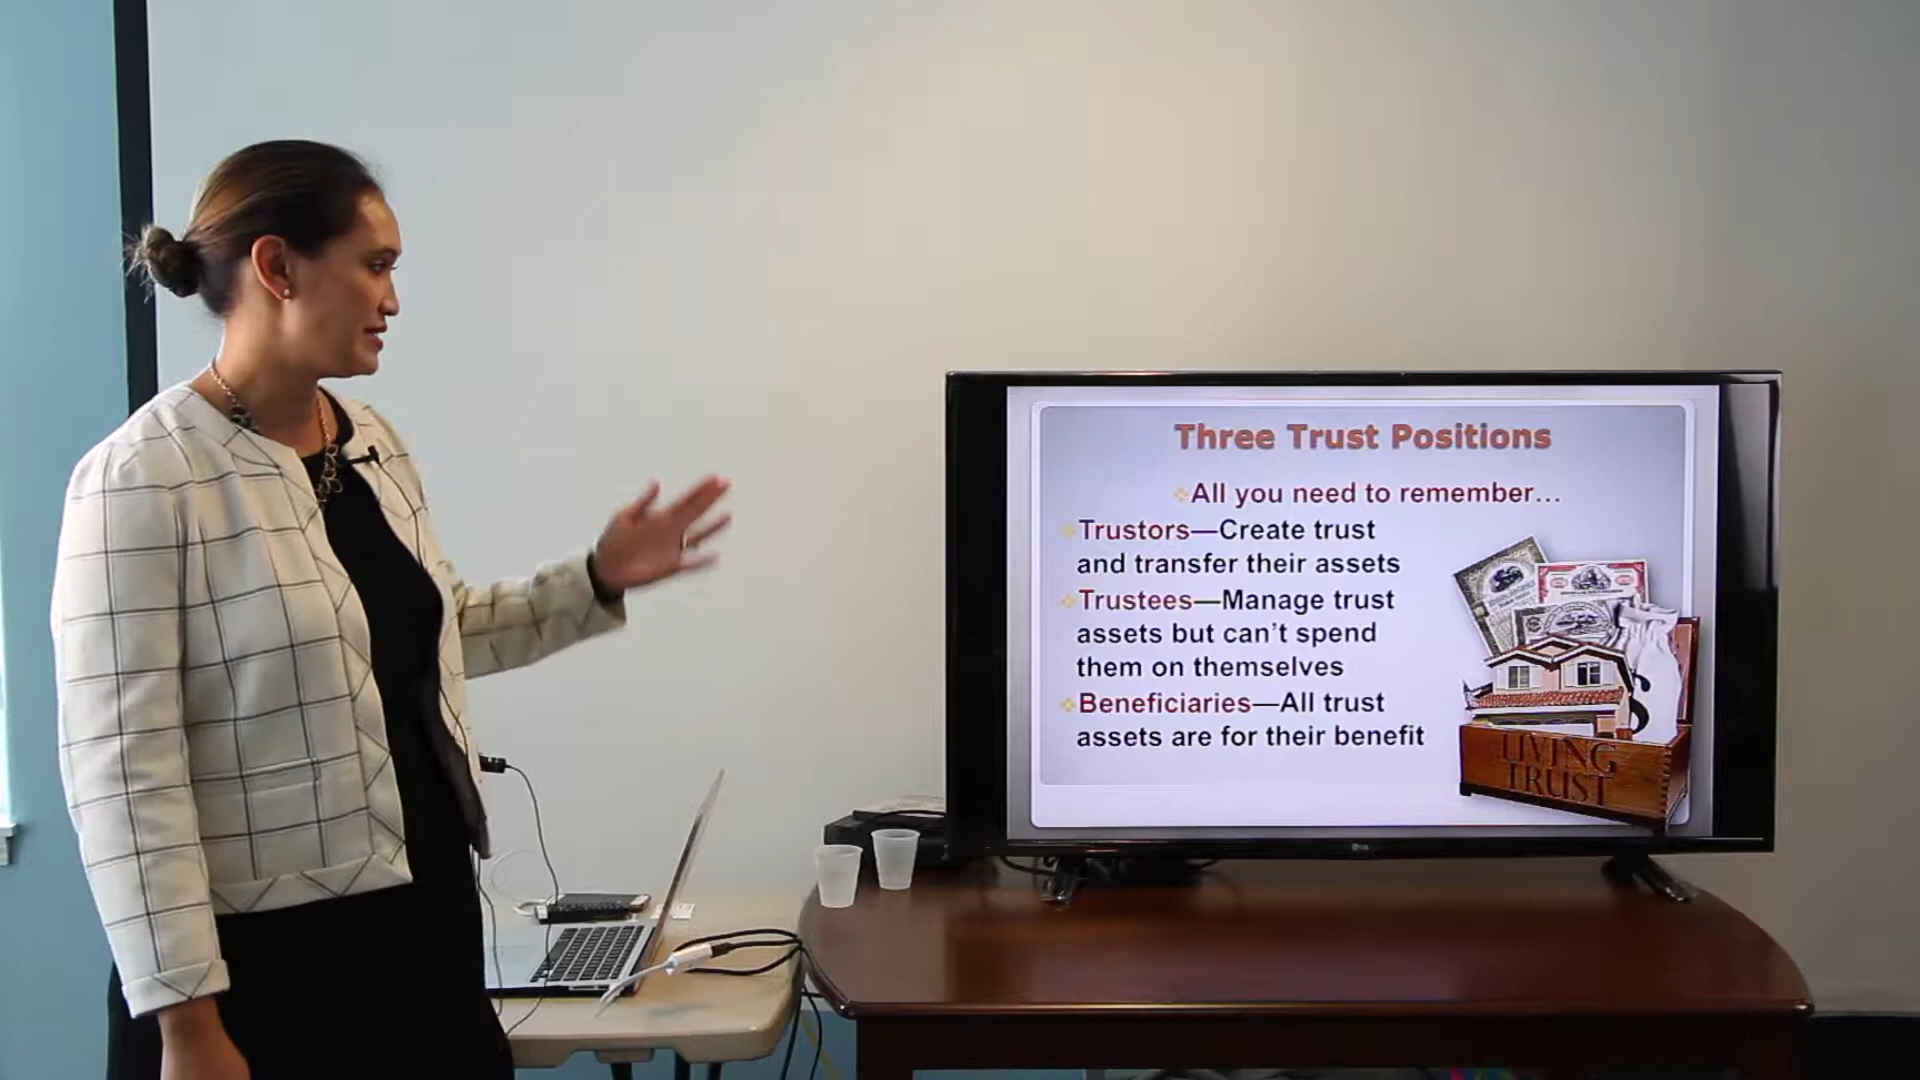 Three Trust Positions
All you need to remember...
Trustors—Create trust
and transfer their assets
Trustees—Manage trust
assets but can't spend
them on themselves
Beneficiaries—All trust
assets are for their benefit
$
LIVING
TRUST
LG